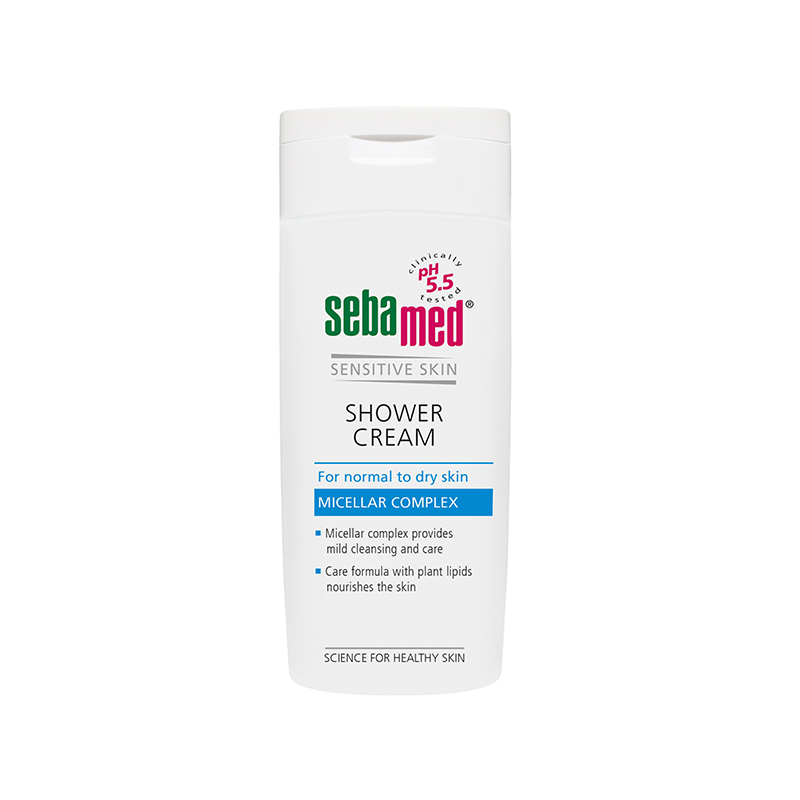 clinically
pH
5.5
tested
sebamed®
SENSITIVE SKIN
SHOWER
CREAM
For normal to dry skin
MICELLAR COMPLEX
▪ Micellar complex provides
mild cleansing and care
▪ Care formula with plant lipids
nourishes the skin
SCIENCE FOR HEALTHY SKIN